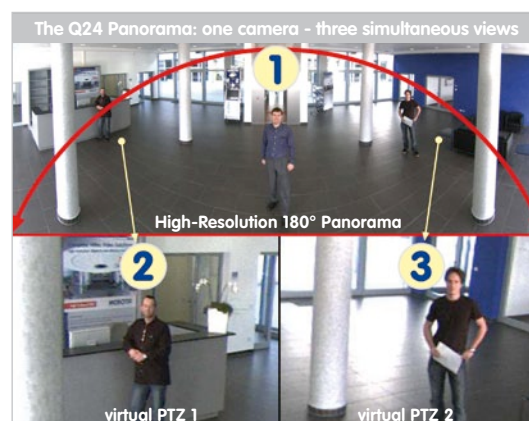 The Q24 Panorama: one camera - three simultaneous views
1
High-Resolution 180° Panorama
2
3
MOBOTIX
virtual PTZ 1
virtual PTZ 2